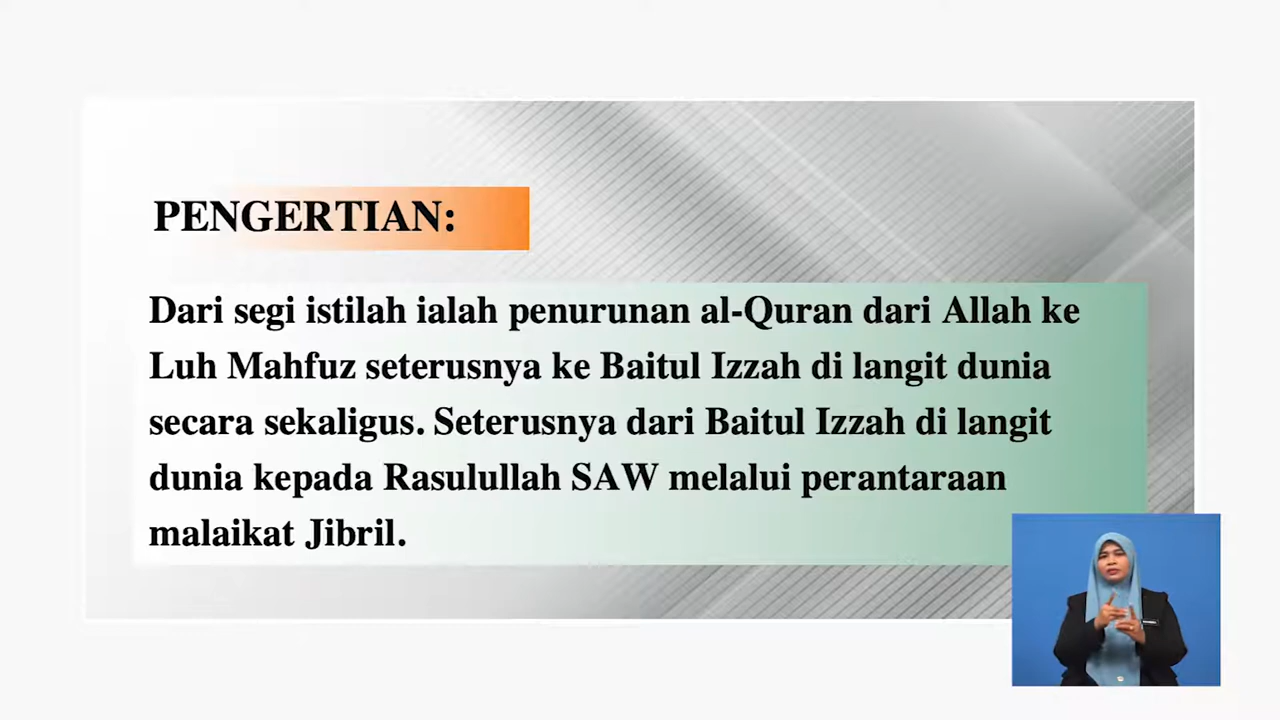 PENGERTIAN:
Dari segi istilah ialah penurunan al-Quran dari Allah ke
Luh Mahfuz seterusnya ke Baitul Izzah di langit dunia
secara sekaligus. Seterusnya dari Baitul Izzah di langit
dunia kepada Rasulullah SAW melalui perantaraan
malaikat Jibril.